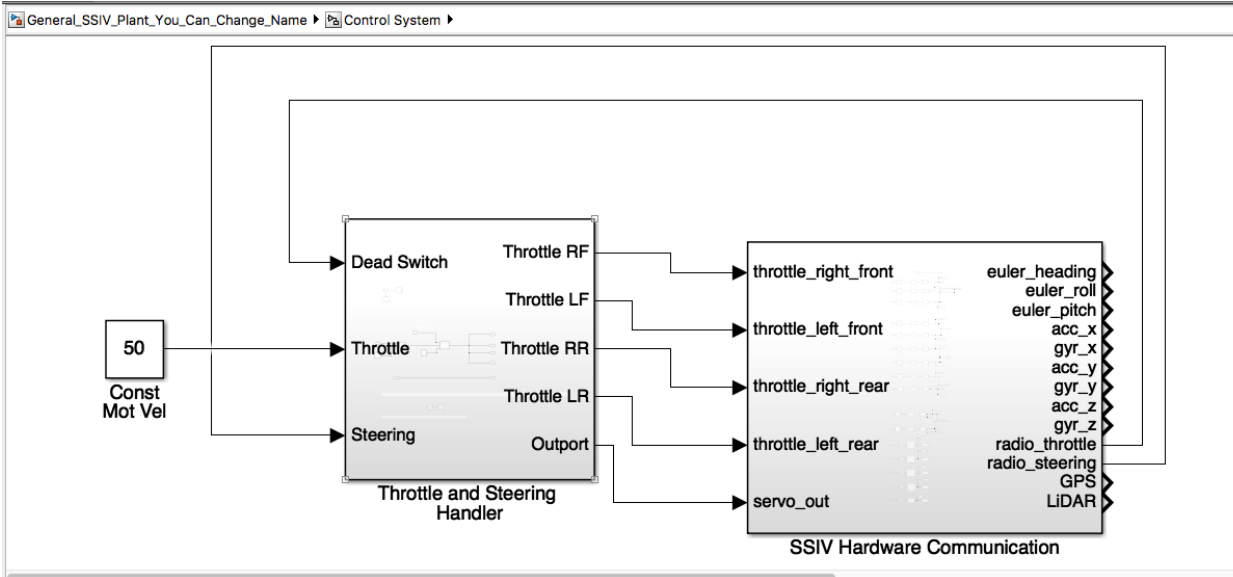 General_SSIV_Plant_You_Can_Change_Name Control System
Dead Switch
Throttle
Steering
Throttle RF
Throttle LF
Throttle RR
Throttle LR
Outport
Throttle and Steering
Handler
50
Const
Mot Vel
throttle_right_front
throttle_left_front
throttle_right_rear
throttle_left_rear
servo_out
euler_heading
euler_roll
euler_pitch
acc_x
gyr_x
acc_y
gyr_y
acc_z
gyr_z
radio_throttle
radio_steering
GPS
LiDAR
SSIV Hardware Communication